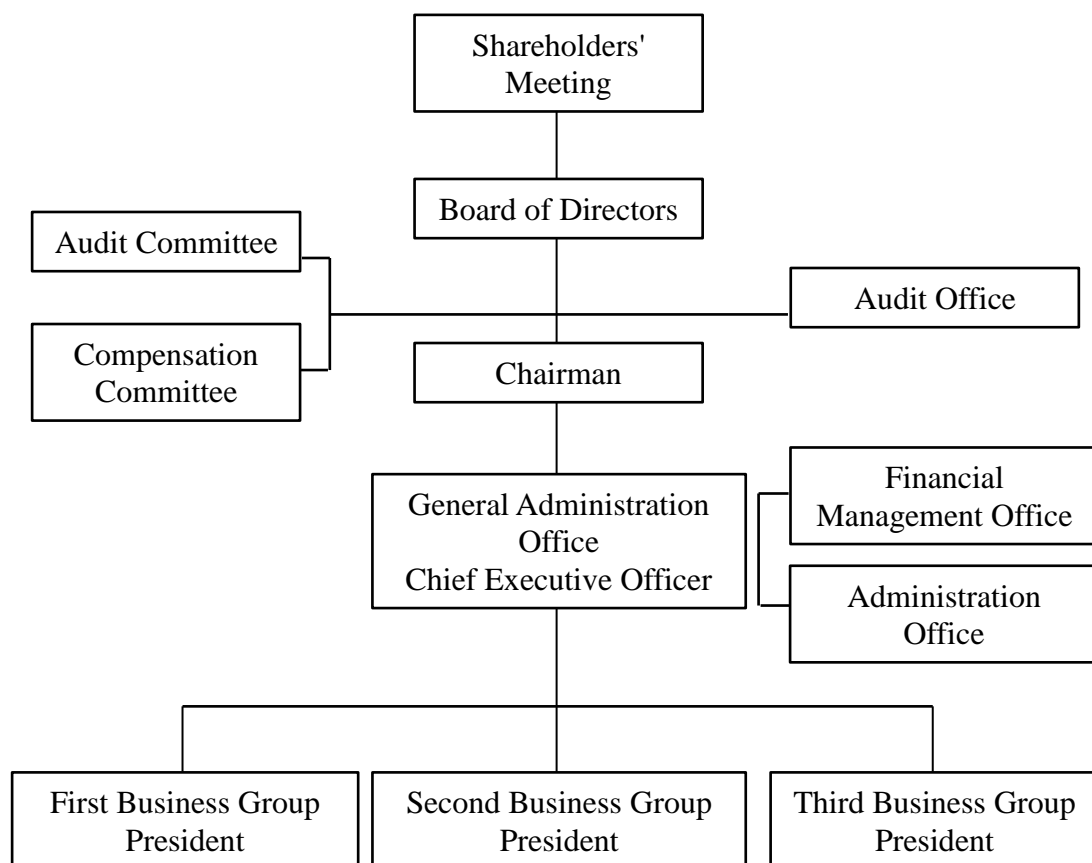 Shareholders'
Meeting
Board of Directors
Audit Committee
Audit Office
Compensation
Committee
Chairman
General Administration
Office
Chief Executive Officer
Financial
Management Office
Administration
Office
First Business Group
President
Second Business Group
President
Third Business Group
President